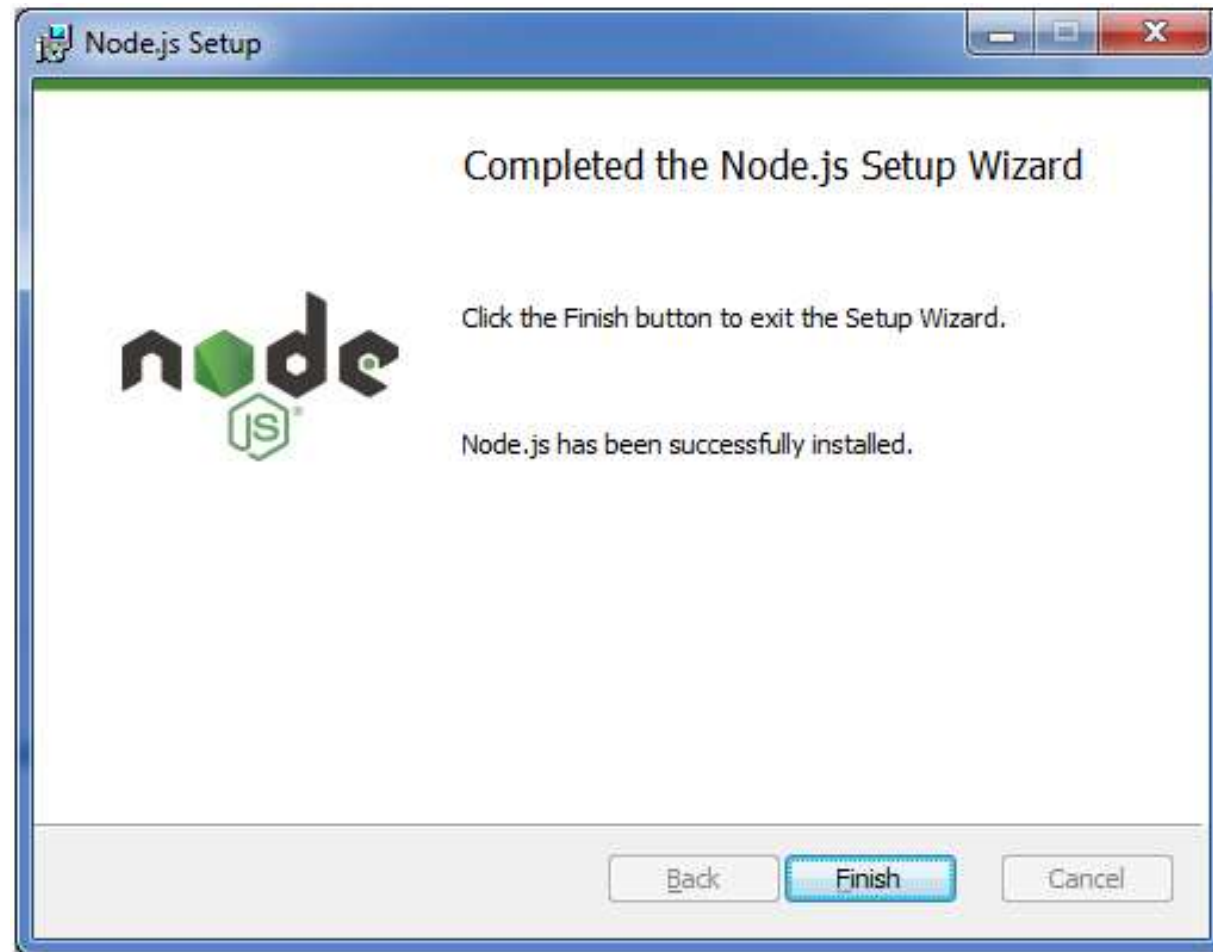 Node.js Setup
Completed the Node.js Setup Wizard
Click the Finish button to exit the Setup Wizard.
node
JS
Node.js has been successfully installed.
Back Finish Cancel